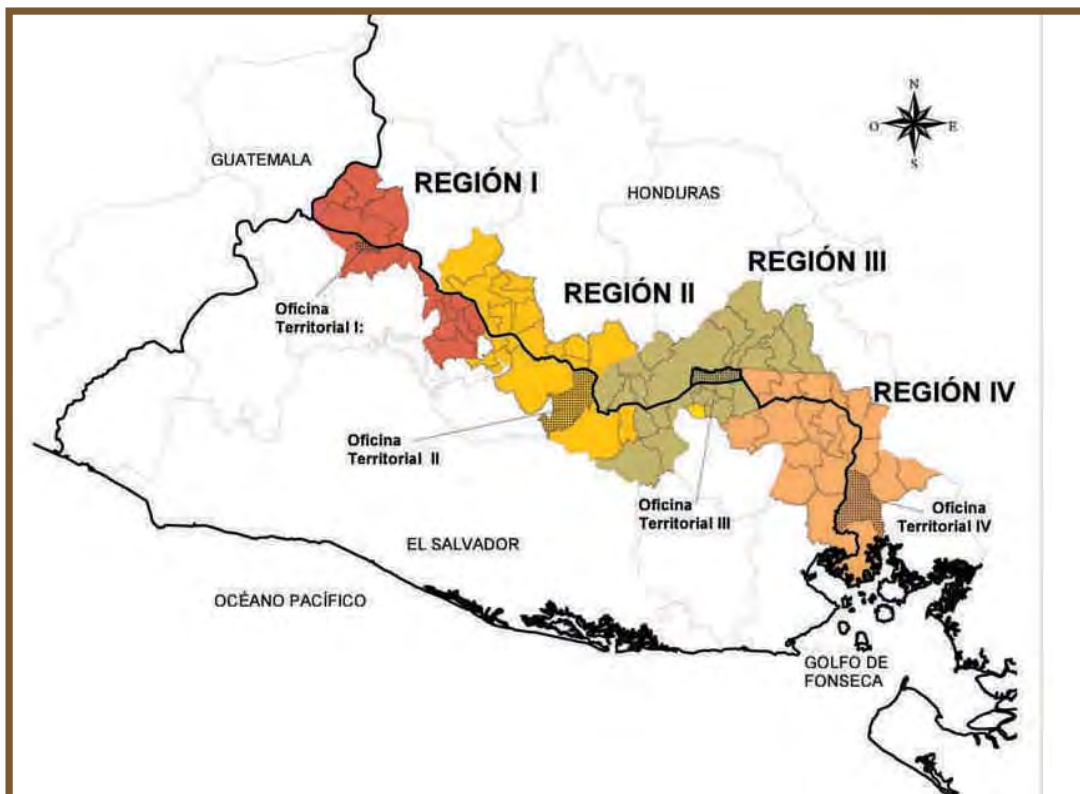 N
O
E
S
GUATEMALA
REGIÓN I
HONDURAS
REGIÓN III
REGIÓN II
Oficina
Territorial I:
REGIÓN IV
Oficina
Territorial II
Oficina
Territorial III
Oficina
Territorial IV
EL SALVADOR
OCÉANO PACÍFICO
GOLFO DE
FONSECA